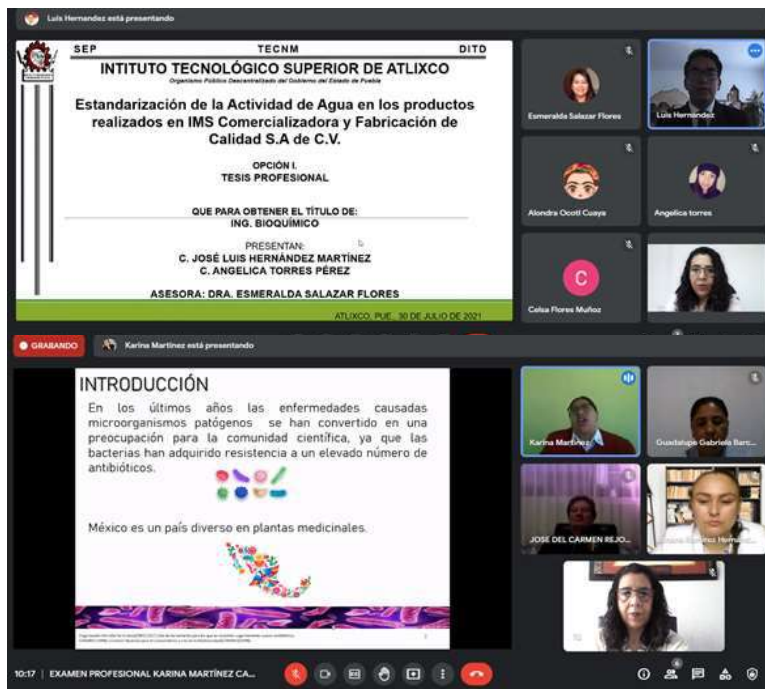 Luis Hernandez está presentando
SEP TECNM DITD
INTITUTO TECNOLÓGICO SUPERIOR DE ATLIXCO
Organismo Público Descentralizado del Gobierno del Estado de Puebla
Estandarización de la Actividad de Agua en los productos
realizados en IMS Comercializadora y Fabricación de
Calidad S.A de C.V.
OPCIÓN I.
TESIS PROFESIONAL
QUE PARA OBTENER EL TÍTULO DE:
ING. BIOQUÍMICO
PRESENTAN:
C. JOSÉ LUIS HERNÁNDEZ MARTÍNEZ
C. ANGELICA TORRES PÉREZ
ASESORA: DRA. ESMERALDA SALAZAR FLORES
ATLIXCO, PUE., 30 DE JULIO DE 2021
Esmeralda Salazar Flores
Luis Hernandez
Alondra Ocotl Cuaya
Angelica torres
C
Celsa Flores Muñoz
GRABANDO
Karina Martinez está presentando
INTRODUCCIÓN
En los últimos años las enfermedades causadas
microorganismos patógenos se han convertido en una
preocupación para la comunidad científica, ya que las
bacterias han adquirido resistencia a un elevado número de
antibióticos.
México es un país diverso en plantas medicinales.
Karina Martinez
Guadalupe Gabriela Barc...
JOSE DEL CARMEN REJO...
10:17 | EXAMEN PROFESIONAL KARINA MARTÍNEZ CA...